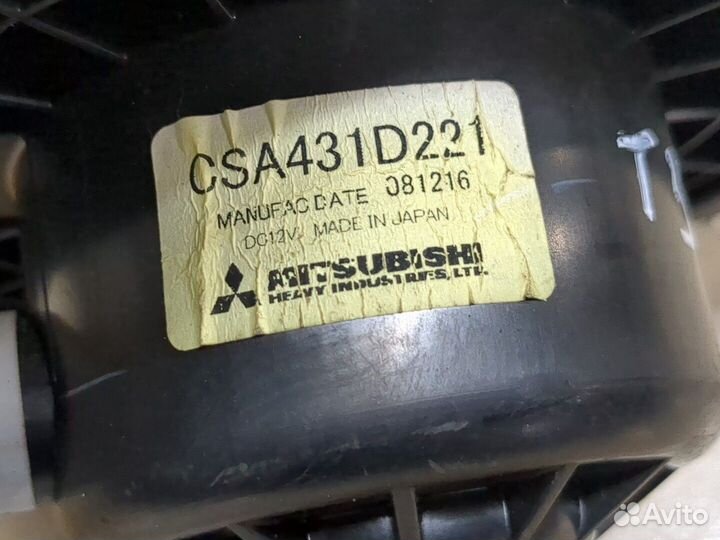 CSA431D221
MANUFAC DATE 081216
DC12V MADE IN JAPAN
MITSUBISHI
HEAVY INDUSTRIES, LTD.
Avito